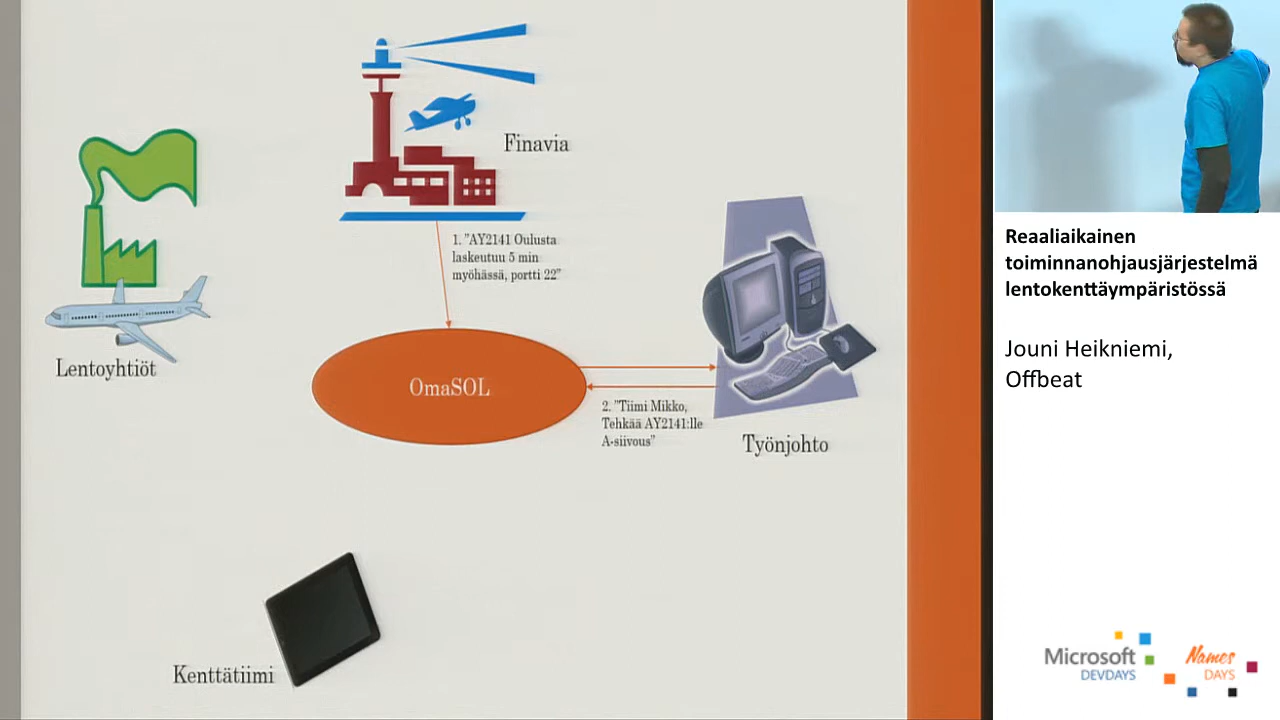 Finavia
Lentoyhtiöt
1. ”AY2141 Oulusta
laskeutuu 5 min
myöhässä, portti 22”
OmaSOL
2. ”Tiimi Mikko,
Tehkää AY2141:lle
A-siivous”
Työnjohto
Kenttätiimi
Reaaliaikainen
toiminnanohjausjärjestelmä
lentokenttäympäristössä
Jouni Heikniemi,
Offbeat
Microsoft
DEVDAYS
Names
DAYS